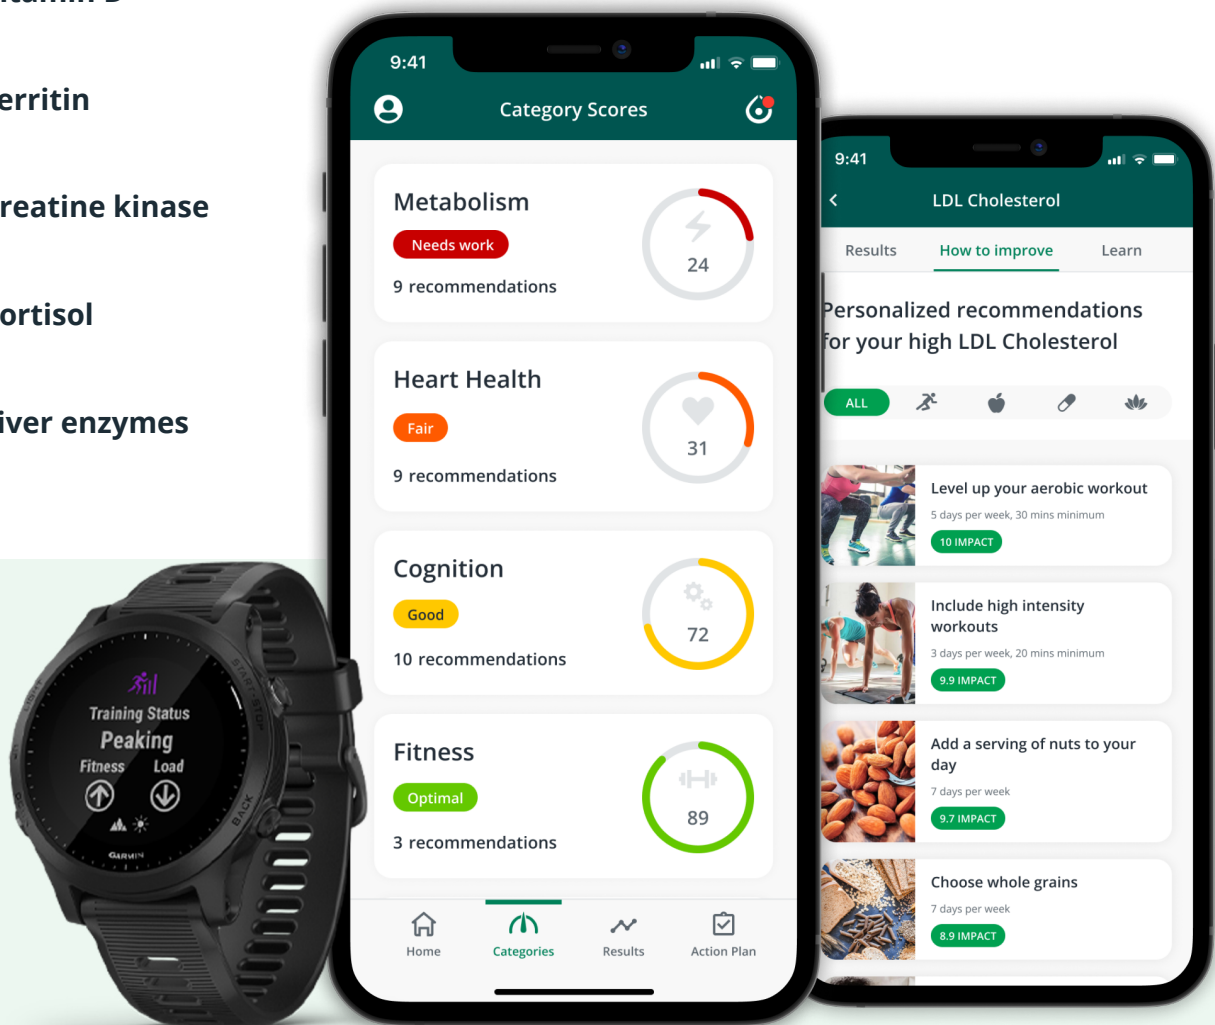 erritin
reatine kinase
ortisol
iver enzymes
9:41
Category Scores
Metabolism
Needs work
24
9 recommendations
Heart Health
Fair
31
9 recommendations
Cognition
Good
72
10 recommendations
Fitness
Optimal
89
3 recommendations
Home
Categories
Results
Action Plan
9:41
LDL Cholesterol
Results
How to improve
Learn
Personalized recommendations
for your high LDL Cholesterol
ALL
Level up your aerobic workout
5 days per week, 30 mins minimum
10 IMPACT
Include high intensity
workouts
3 days per week, 20 mins minimum
9.9 IMPACT
Add a serving of nuts to your
day
7 days per week
9.7 IMPACT
Choose whole grains
7 days per week
8.9 IMPACT
START·STOP
BACK
Training Status
Peaking
Fitness Load
GARMIN